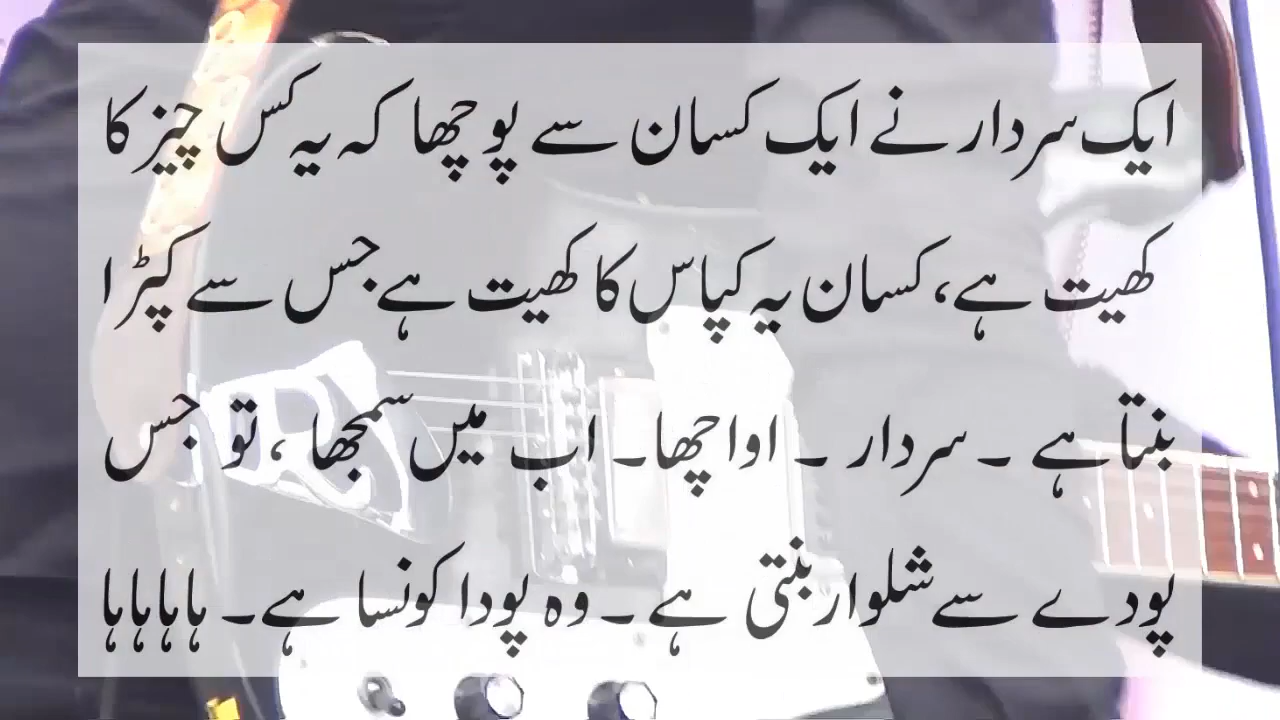 ایک سردار نے ایک کسان سے پوچھا کہ یہ کس چیز کا
کھیت ہے، کسان یہ کپاس کا کھیت ہے جس سے کپڑا
بنتا ہے ۔ سردار ۔ اواچھا۔ اب میں سمجھا ، تو جس
پودے سے شلوار بنتی ہے ۔ وہ پودا کونسا ہے۔ ہاہاہاہا